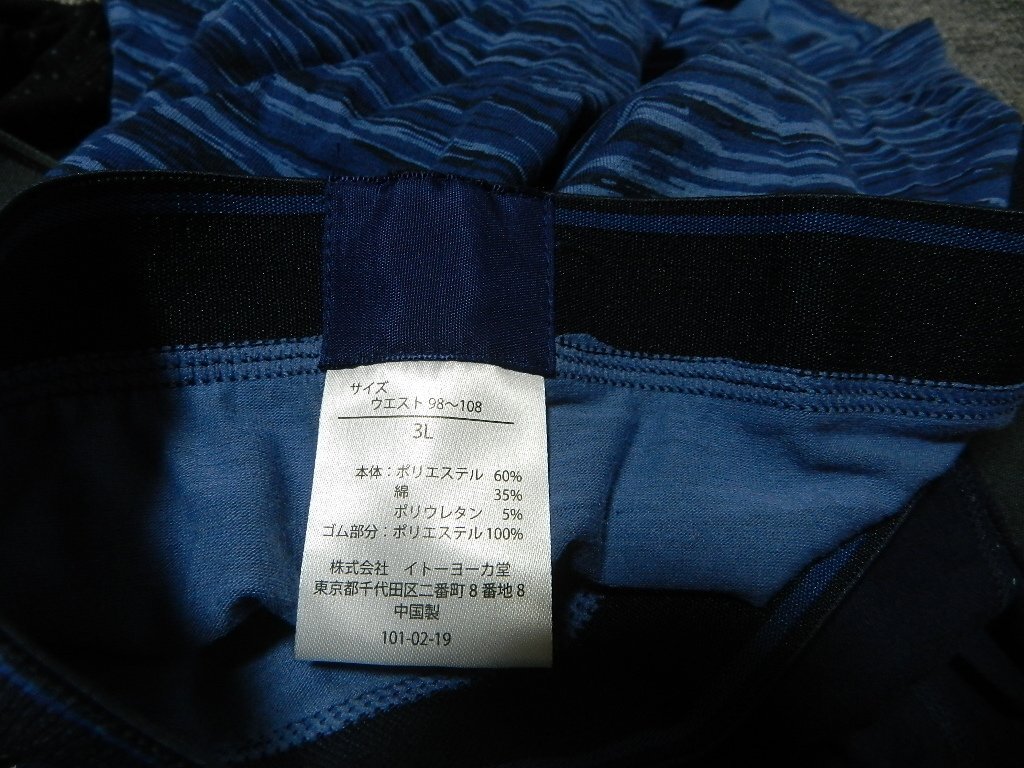 サイズ
ウエスト 98～108
3L
本体：ポリエステル 60%
綿 35%
ポリウレタン 5%
ゴム部分：ポリエステル 100%
株式会社 イトーヨーカ堂
東京都千代田区二番町 8 番地 8
中国製
101-02-19